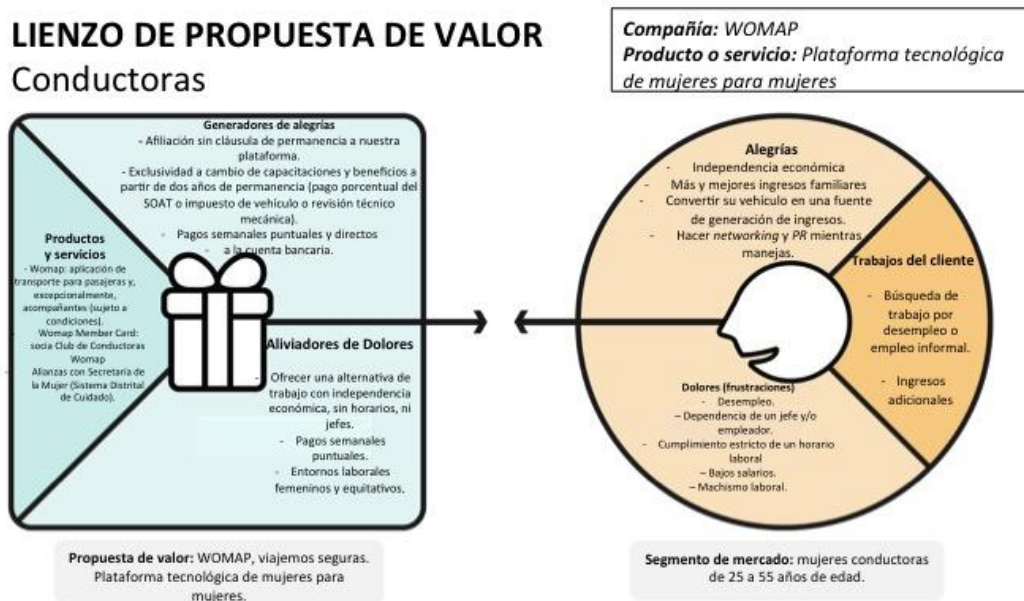 LIENZO DE PROPUESTA DE VALOR
Conductoras
Compañía: WOMAP
Producto o servicio: Plataforma tecnológica
de mujeres para mujeres
Generadores de alegrías
- Afiliación sin cláusula de permanencia a nuestra
plataforma.
- Exclusividad a cambio de capacitaciones y beneficios a
partir de dos años de permanencia (pago porcentual del
SOAT o impuesto de vehículo o revisión técnico
mecánica).
- Pagos semanales puntuales y directos
- a la cuenta bancaria.
Productos
y servicios
- Womap: aplicación de
transporte para pasajeras y,
excepcionalmente,
acompañantes (sujeto a
condiciones).
- Womap Member Card:
socia Club de Conductoras
Womap
- Alianzas con Secretaría de
la Mujer (Sistema Distrital
de Cuidado).
Aliviadores de Dolores
- Ofrecer una alternativa de
trabajo con independencia
económica, sin horarios, ni
jefes.
- Pagos semanales
puntuales.
- Entornos laborales
femeninos y equitativos.
Alegrías
- Independencia económica
- Más y mejores ingresos familiares
- Convertir su vehículo en una fuente
de generación de ingresos.
- Hacer networking y PR mientras
manejas.
Trabajos del cliente
- Búsqueda de
trabajo por
desempleo o
empleo informal.
- Ingresos
adicionales
Dolores (frustraciones)
- Desempleo.
– Dependencia de un jefe y/o
empleador.
- Cumplimiento estricto de un horario
laboral
– Bajos salarios.
– Machismo laboral.
Propuesta de valor: WOMAP, viajemos seguras.
Plataforma tecnológica de mujeres para
mujeres.
Segmento de mercado: mujeres conductoras
de 25 a 55 años de edad.